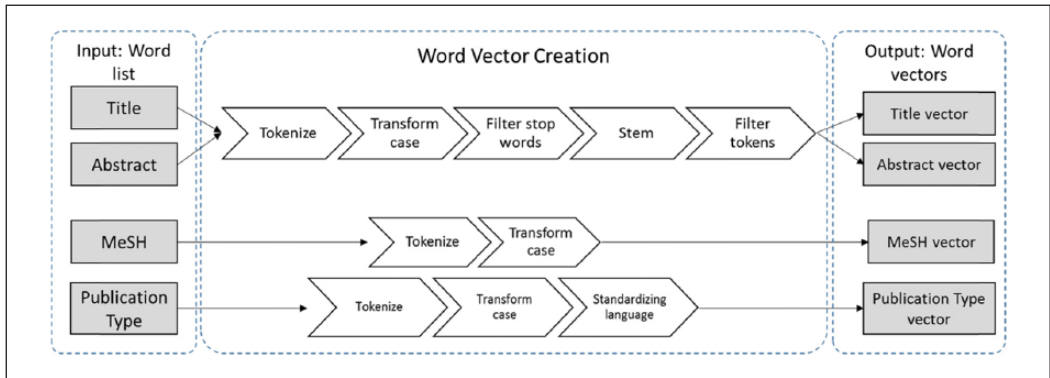 Input: Word
list
Word Vector Creation
Output: Word
vectors
Title
Abstract
Tokenize
Transform
case
Filter stop
words
Stem
Filter
tokens
Title vector
Abstract vector
MeSH
Tokenize
Transform
case
MeSH vector
Publication
Type
Tokenize
Transform
case
Standardizing
language
Publication Type
vector